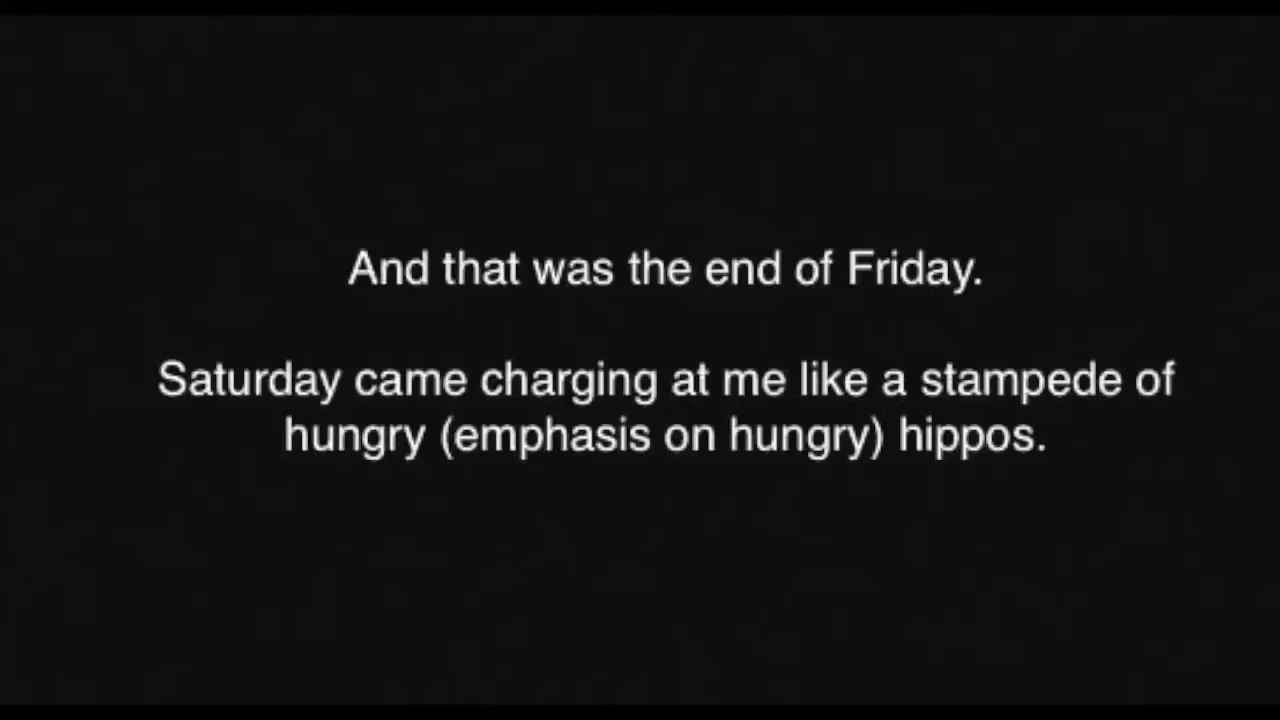 And that was the end of Friday.
Saturday came charging at me like a stampede of
hungry (emphasis on hungry) hippos.